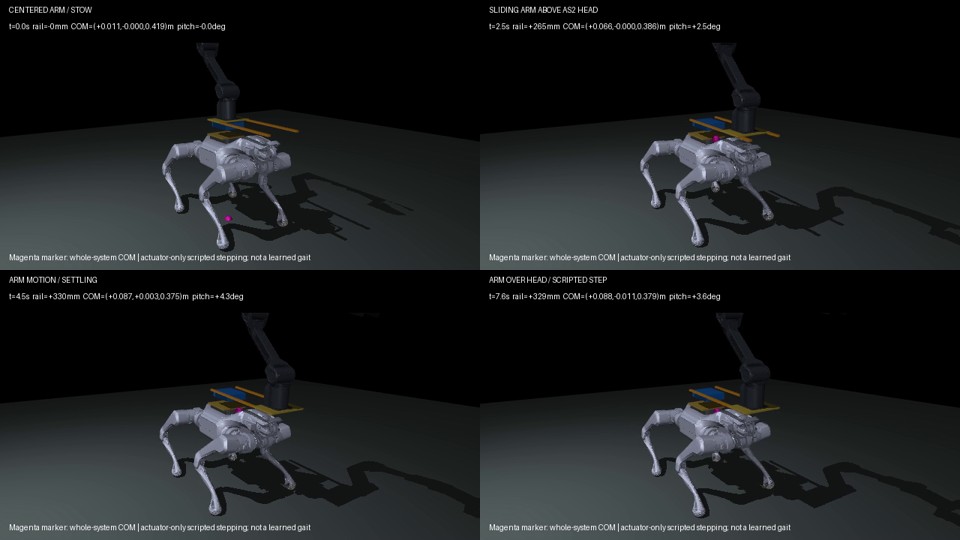 CENTERED ARM / STOW
t=0.0s rail=-0mm COM=(+0.011,-0.000,0.419)m pitch=-0.0deg
Magenta marker: whole-system COM | actuator-only scripted stepping; not a learned gait
SLIDING ARM ABOVE AS2 HEAD
t=2.5s rail=+265mm COM=(+0.066,-0.000,0.386)m pitch=+2.5deg
Magenta marker: whole-system COM | actuator-only scripted stepping; not a learned gait
ARM MOTION / SETTLING
t=4.5s rail=+330mm COM=(+0.087,+0.003,0.375)m pitch=+4.3deg
Magenta marker: whole-system COM | actuator-only scripted stepping; not a learned gait
ARM OVER HEAD / SCRIPTED STEP
t=7.6s rail=+329mm COM=(+0.088,-0.011,0.379)m pitch=+3.6deg
Magenta marker: whole-system COM | actuator-only scripted stepping; not a learned gait